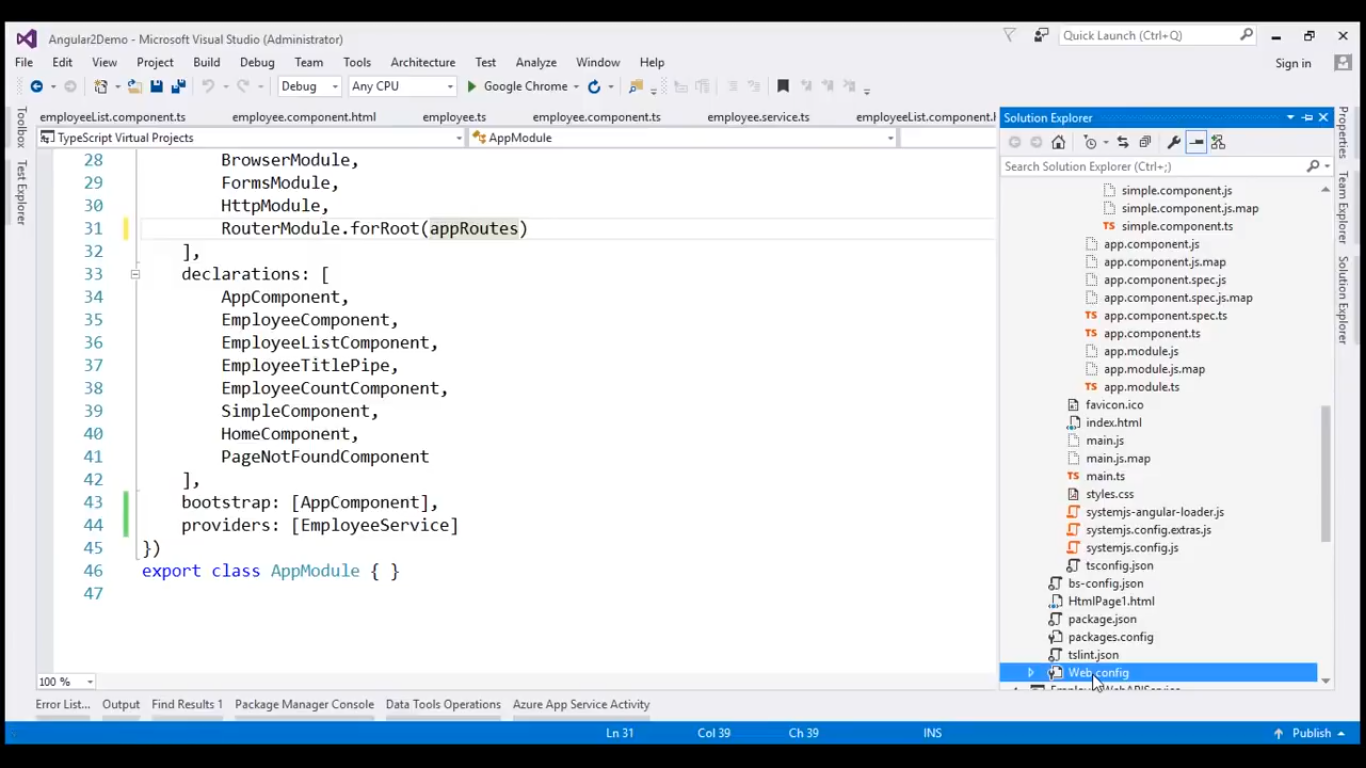 Angular2Demo - Microsoft Visual Studio (Administrator)
Quick Launch (Ctrl+Q)
File Edit View Project Build Debug Team Tools Architecture Test Analyze Window Help
Sign in
Debug Any CPU Google Chrome
Toolbox
Test Explorer
employeeList.component.ts employee.component.html employee.ts employee.component.ts employee.service.ts employeeList.component.h
TypeScript Virtual Projects AppModule
28 BrowserModule,
29 FormsModule,
30 HttpModule,
31 RouterModule.forRoot(appRoutes)
32 ],
33 declarations: [
34 AppComponent,
35 EmployeeComponent,
36 EmployeeListComponent,
37 EmployeeTitlePipe,
38 EmployeeCountComponent,
39 SimpleComponent,
40 HomeComponent,
41 PageNotFoundComponent
42 ],
43 bootstrap: [AppComponent],
44 providers: [EmployeeService]
45 })
46 export class AppModule { }
47
100 %
Solution Explorer
Search Solution Explorer (Ctrl+;)
simple.component.js
simple.component.js.map
TS simple.component.ts
app.component.js
app.component.js.map
app.component.spec.js
app.component.spec.js.map
TS app.component.spec.ts
TS app.component.ts
app.module.js
app.module.js.map
TS app.module.ts
favicon.ico
index.html
main.js
main.js.map
TS main.ts
styles.css
systemjs-angular-loader.js
systemjs.config.extras.js
systemjs.config.js
tsconfig.json
bs-config.json
HtmlPage1.html
package.json
packages.config
tslint.json
Web.config
Properties
Team Explorer
Solution Explorer
Error List... Output Find Results 1 Package Manager Console Data Tools Operations Azure App Service Activity
Ln 31 Col 39 Ch 39 INS Publish